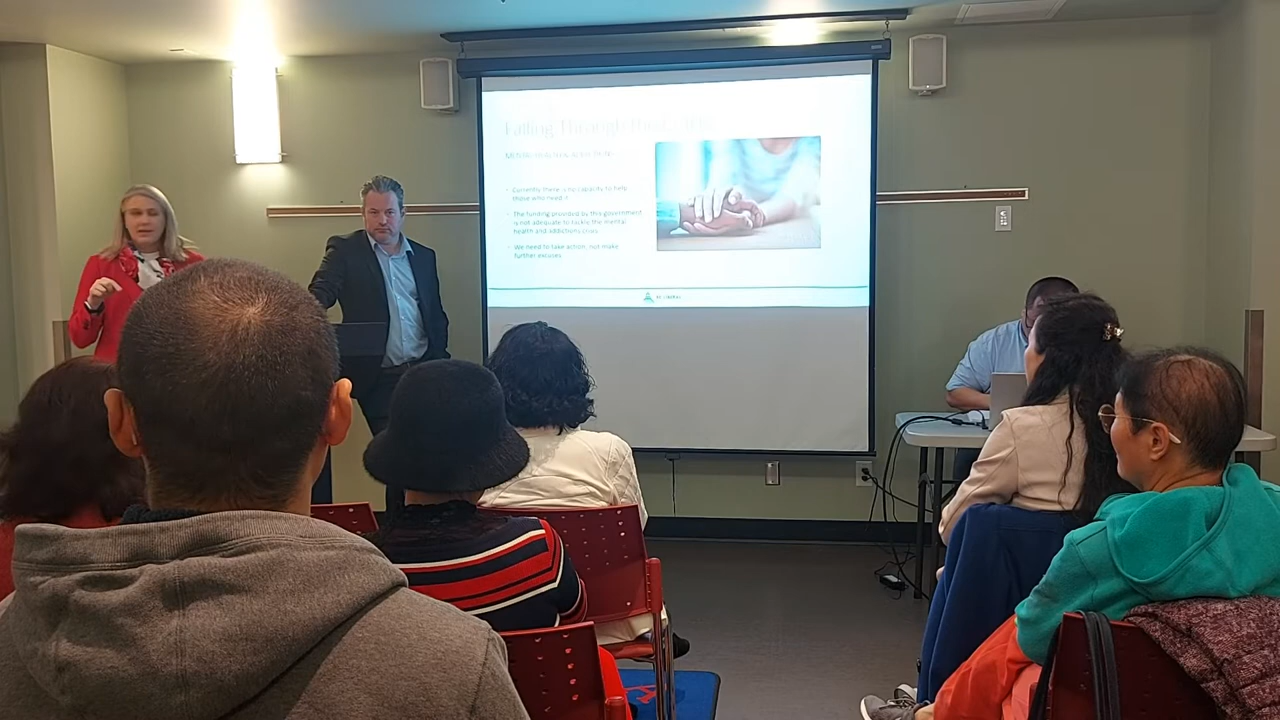 Falling Through the Cracks
• Currently there is no capacity to help
those who need it.
• The funding provided by this government
is not adequate to tackle the mental
health and addictions crisis
• We need to take action, not make
further excuses
BC LIBERAL